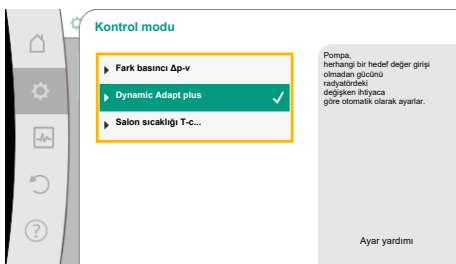 Kontrol modu
Fark basıncı Δp-v
Dynamic Adapt plus
Salon sıcaklığı T-c...
Pompa,
herhangi bir hedef değer girişi
olmadan gücünü
radyatördeki
değişken ihtiyaca
göre otomatik olarak ayarlar.
Ayar yardımı